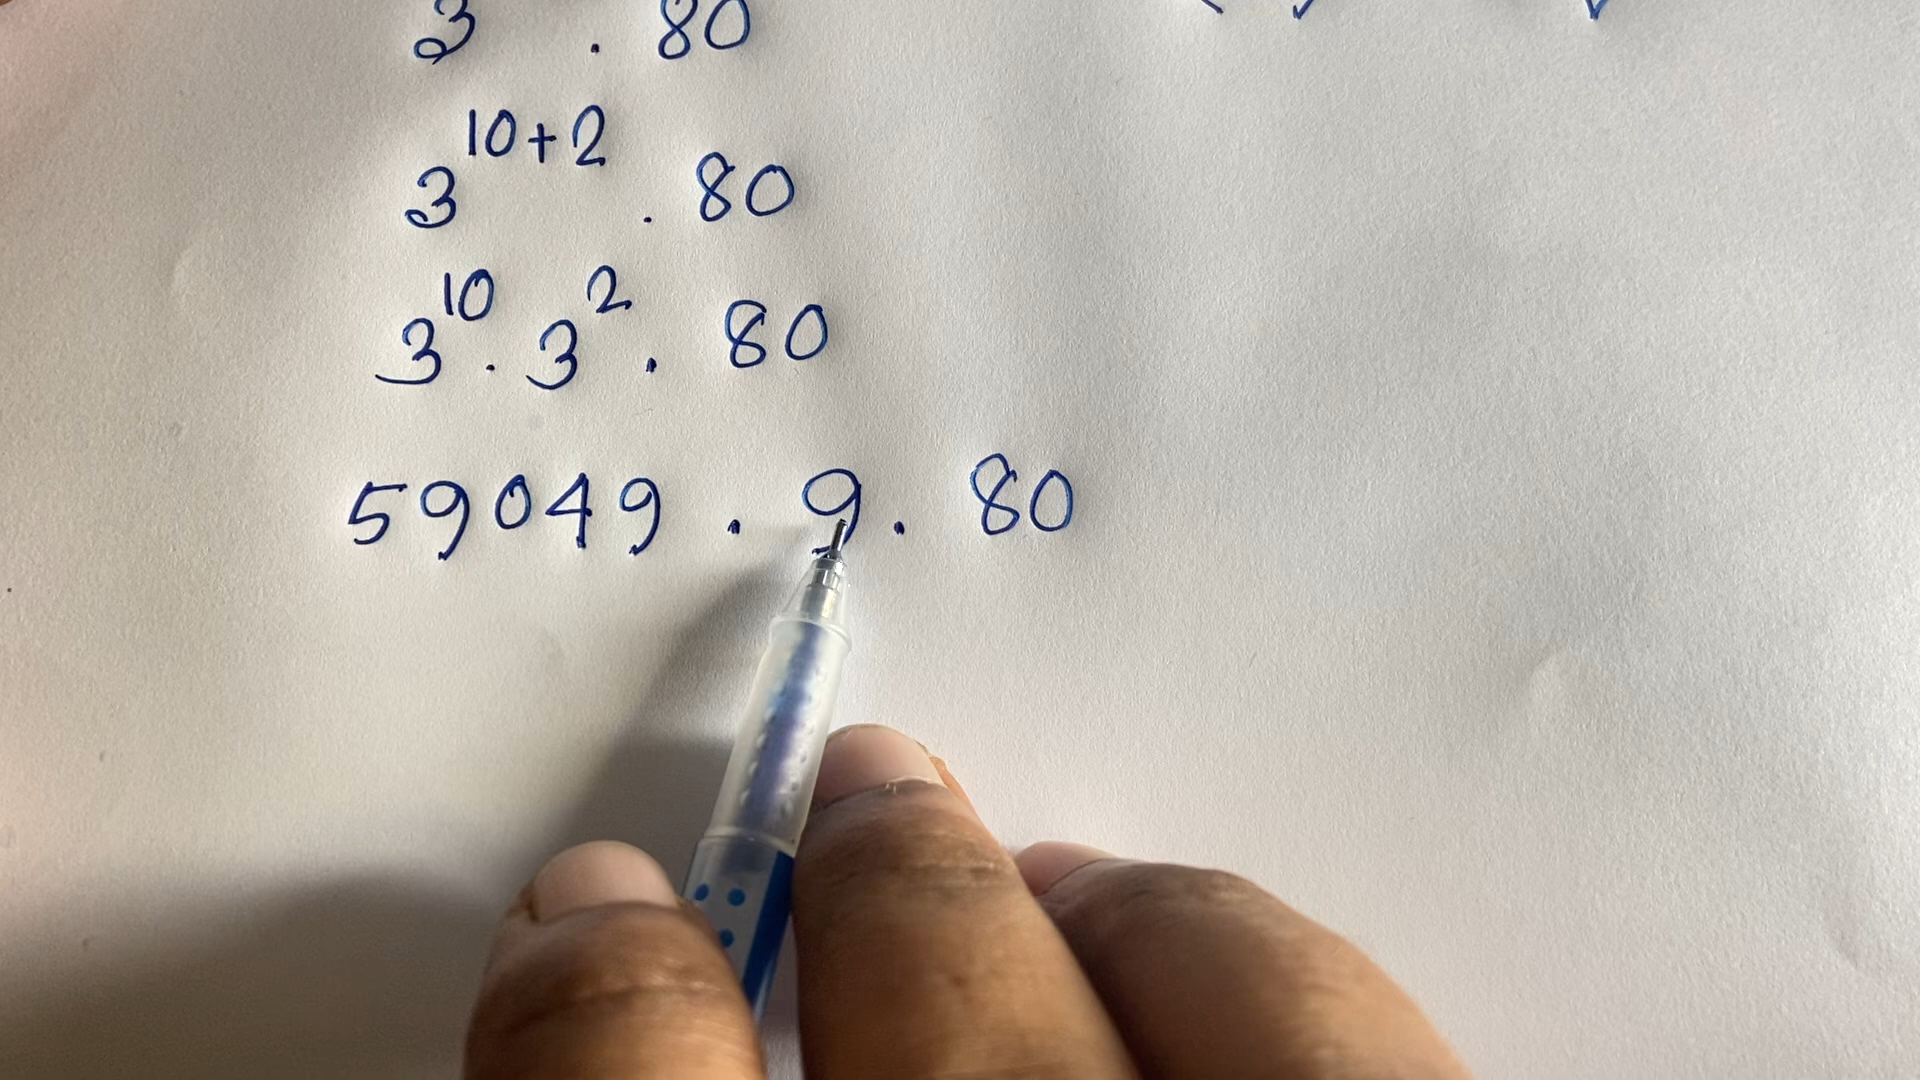 3 . 80
3^{10+2} . 80
3^{10} . 3^2 . 80
59049 . 9 . 80